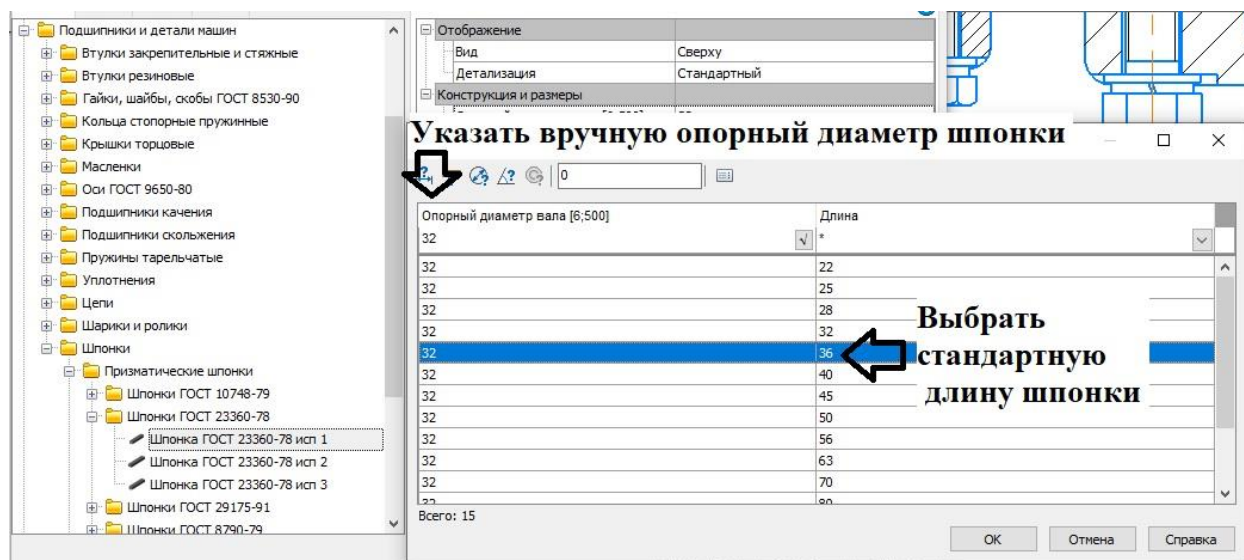 Подшипники и детали машин
Втулки закрепительные и стяжные
Втулки резиновые
Гайки, шайбы, скобы ГОСТ 8530-90
Кольца стопорные пружинные
Крышки торцовые
Масленки
Оси ГОСТ 9650-80
Подшипники качения
Подшипники скольжения
Пружины тарельчатые
Уплотнения
Цепи
Шарики и ролики
Шпонки
Призматические шпонки
Шпонки ГОСТ 10748-79
Шпонки ГОСТ 23360-78
Шпонка ГОСТ 23360-78 исп 1
Шпонка ГОСТ 23360-78 исп 2
Шпонка ГОСТ 23360-78 исп 3
Шпонки ГОСТ 29175-91
Шпонки ГОСТ 8790-79
Отображение
Вид Сверху
Детализация Стандартный
Конструкция и размеры
Указать вручную опорный диаметр шпонки
0
Опорный диаметр вала [6;500] Длина
32 *
32 22
32 25
32 28
32 32
32 36
32 40
32 45
32 50
32 56
32 63
32 70
32 80
Выбрать
стандартную
длину шпонки
Всего: 15
ОК Отмена Справка